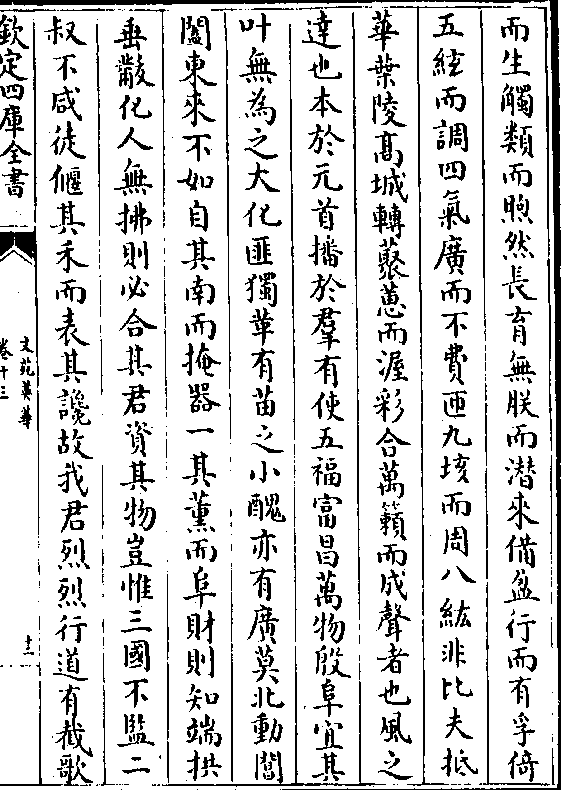 而生觸類而煦然長育無朕而潛來備盈行而有孚倚
五絃而調四氣廣而不費匝九垓而周八紘非比夫抵
華葉陵髙城轉藂蕙而渥彩合萬籟而成聲者也風之
達也本於元首播於羣有使五福富昌萬物殷阜宜其
叶無為之大化匪獨革有苗之小醜亦有廣莫北動閶
闔東來不如自其南而掩器一其薫而阜財則知端拱
垂黻化人無拂則必合其君資其物豈惟三國不監二
叔不咸徒偃其禾而表其讒故我君烈烈行道有截歌
欽定四庫全書
文苑英華
卷十三
十二